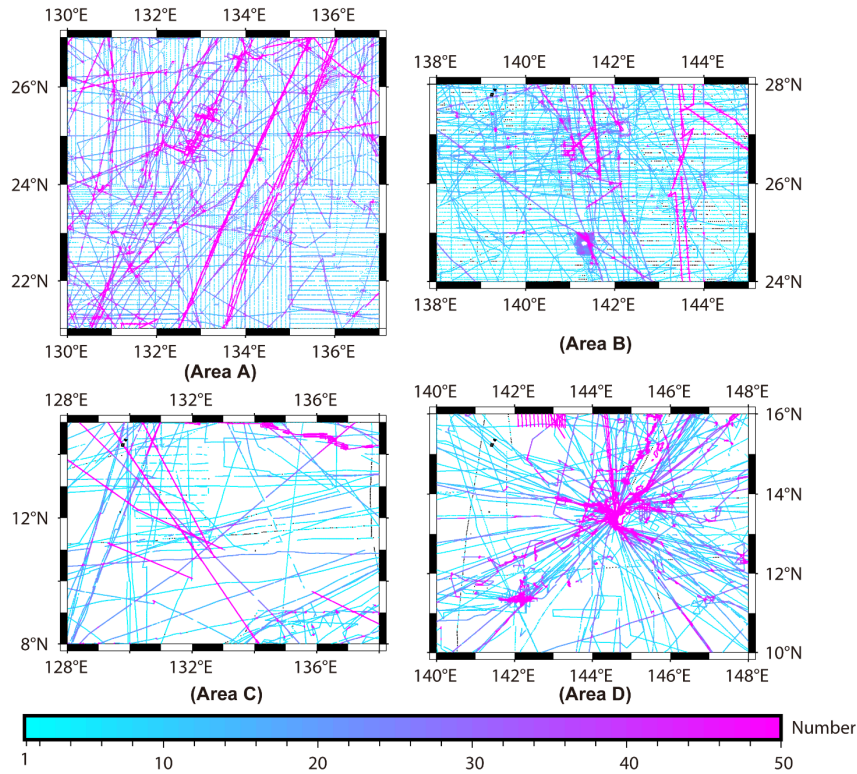 130°E 132°E 134°E 136°E
26°N
24°N
22°N
130°E 132°E 134°E 136°E
(Area A)
138°E 140°E 142°E 144°E
28°N
26°N
24°N
138°E 140°E 142°E 144°E
(Area B)
128°E 132°E 136°E
12°N
8°N
128°E 132°E 136°E
(Area C)
140°E 142°E 144°E 146°E 148°E
16°N
14°N
12°N
10°N
140°E 142°E 144°E 146°E 148°E
(Area D)
Number
1 10 20 30 40 50